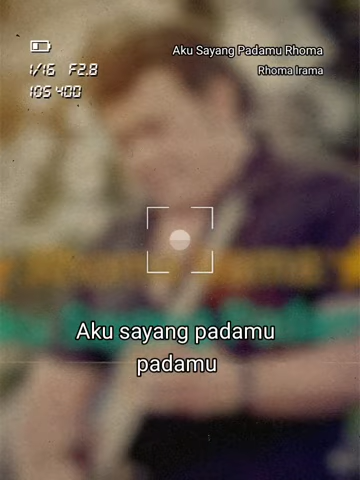 Aku Sayang Padamu Rhoma
Rhoma Irama
1/16 F2.8
105 400
Aku sayang padamu
padamu